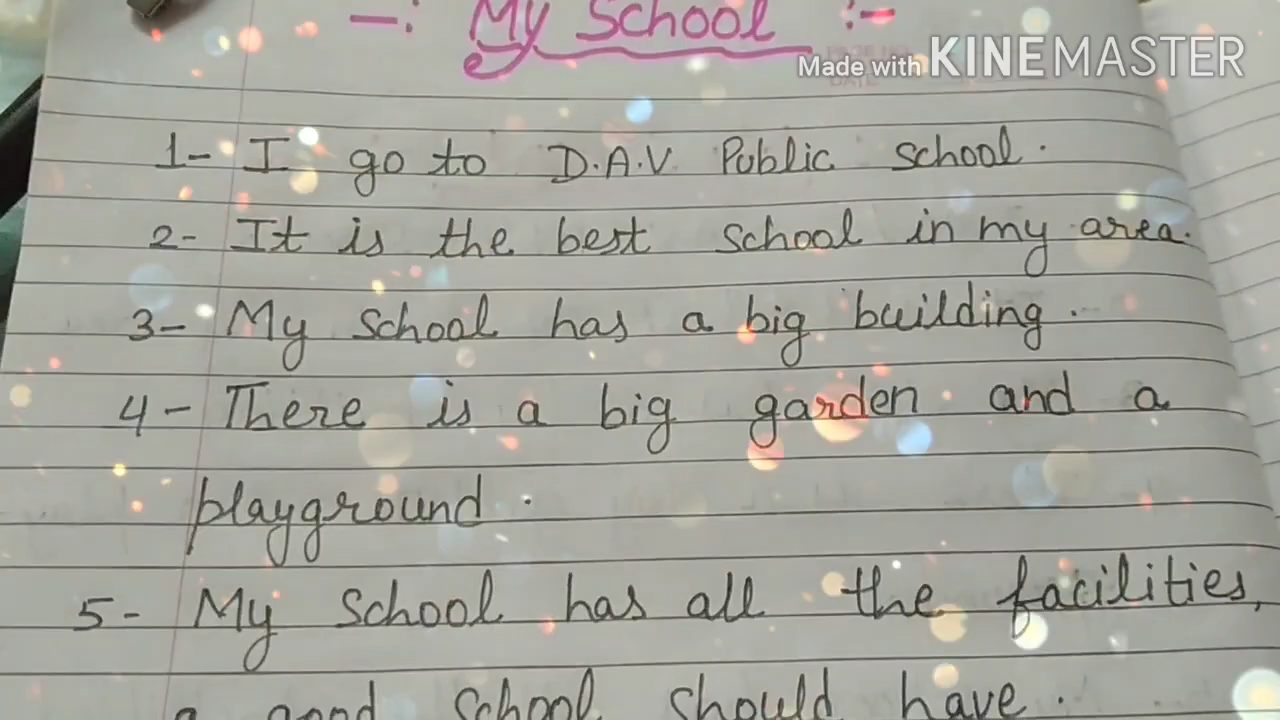 -: My School :-
Made with KINEMASTER
1- I go to D.A.V. Public school.
2- It is the best school in my area.
3- My school has a big building.
4- There is a big garden and a
playground.
5- My school has all the facilities,
a good school should have.